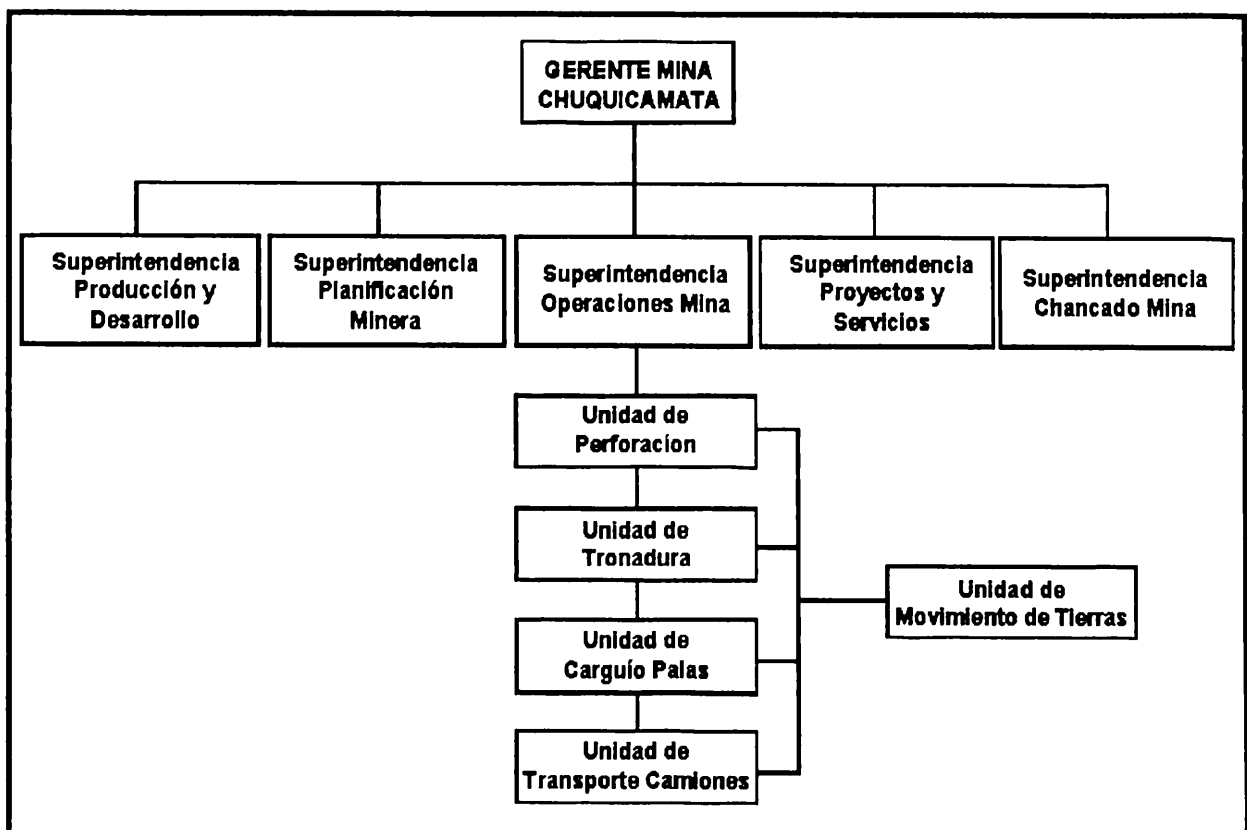 GERENTE MINA
CHUQUICAMATA
Superintendencia
Producción y
Desarrollo
Superintendencia
Planificación
Minera
Superintendencia
Operaciones Mina
Superintendencia
Proyectos y
Servicios
Superintendencia
Chancado Mina
Unidad de
Perforacíon
Unidad de
Tronadura
Unidad de
Movimiento de Tierras
Unidad de
Carguío Palas
Unidad de
Transporte Camiones